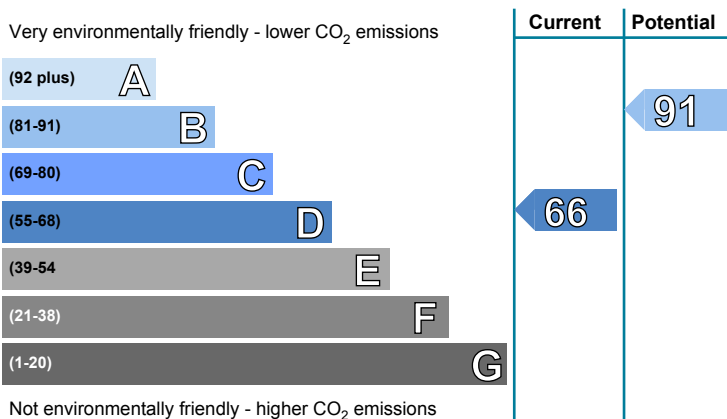 Very environmentally friendly - lower CO₂ emissions
Current
Potential
(92 plus) A
(81-91) B
91
(69-80) C
(55-68) D
66
(39-54 E
(21-38) F
(1-20) G
Not environmentally friendly - higher CO₂ emissions